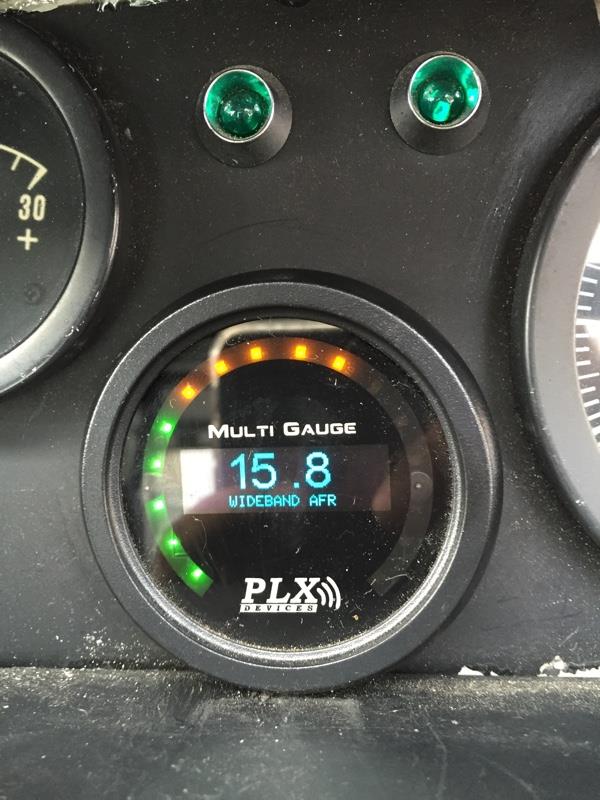 30
+
MULTI GAUGE
15.8
WIDEBAND AFR
PLX
DEVICES